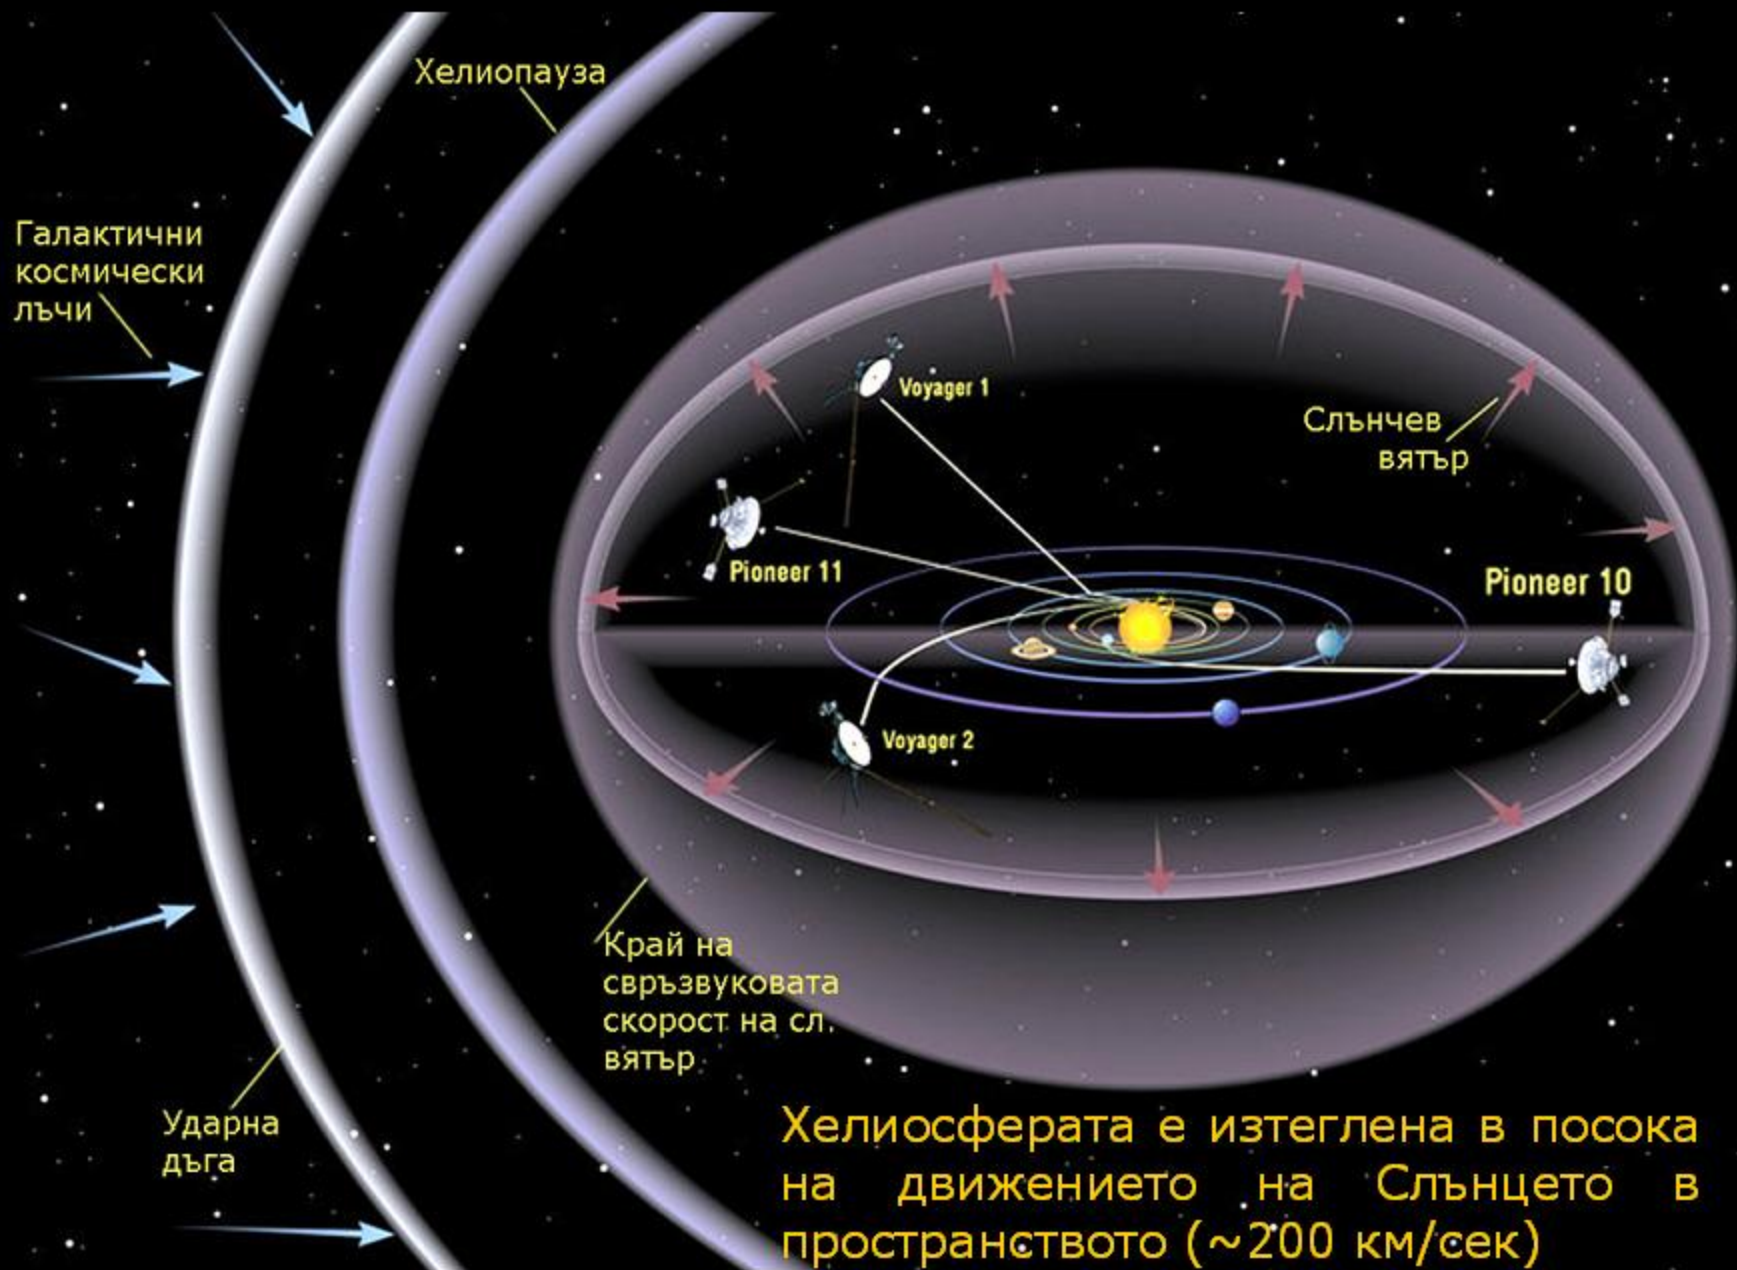 Хелиопауза
Галактични
космически
лъчи
Voyager 1
Слънчев
вятър
Pioneer 11
Pioneer 10
Voyager 2
Край на
свръзвуковата
скорост на сл.
вятър
Ударна
дъга
Хелиосферата е изтеглена в посока
на движението на Слънцето в
пространството (~200 км/сек)